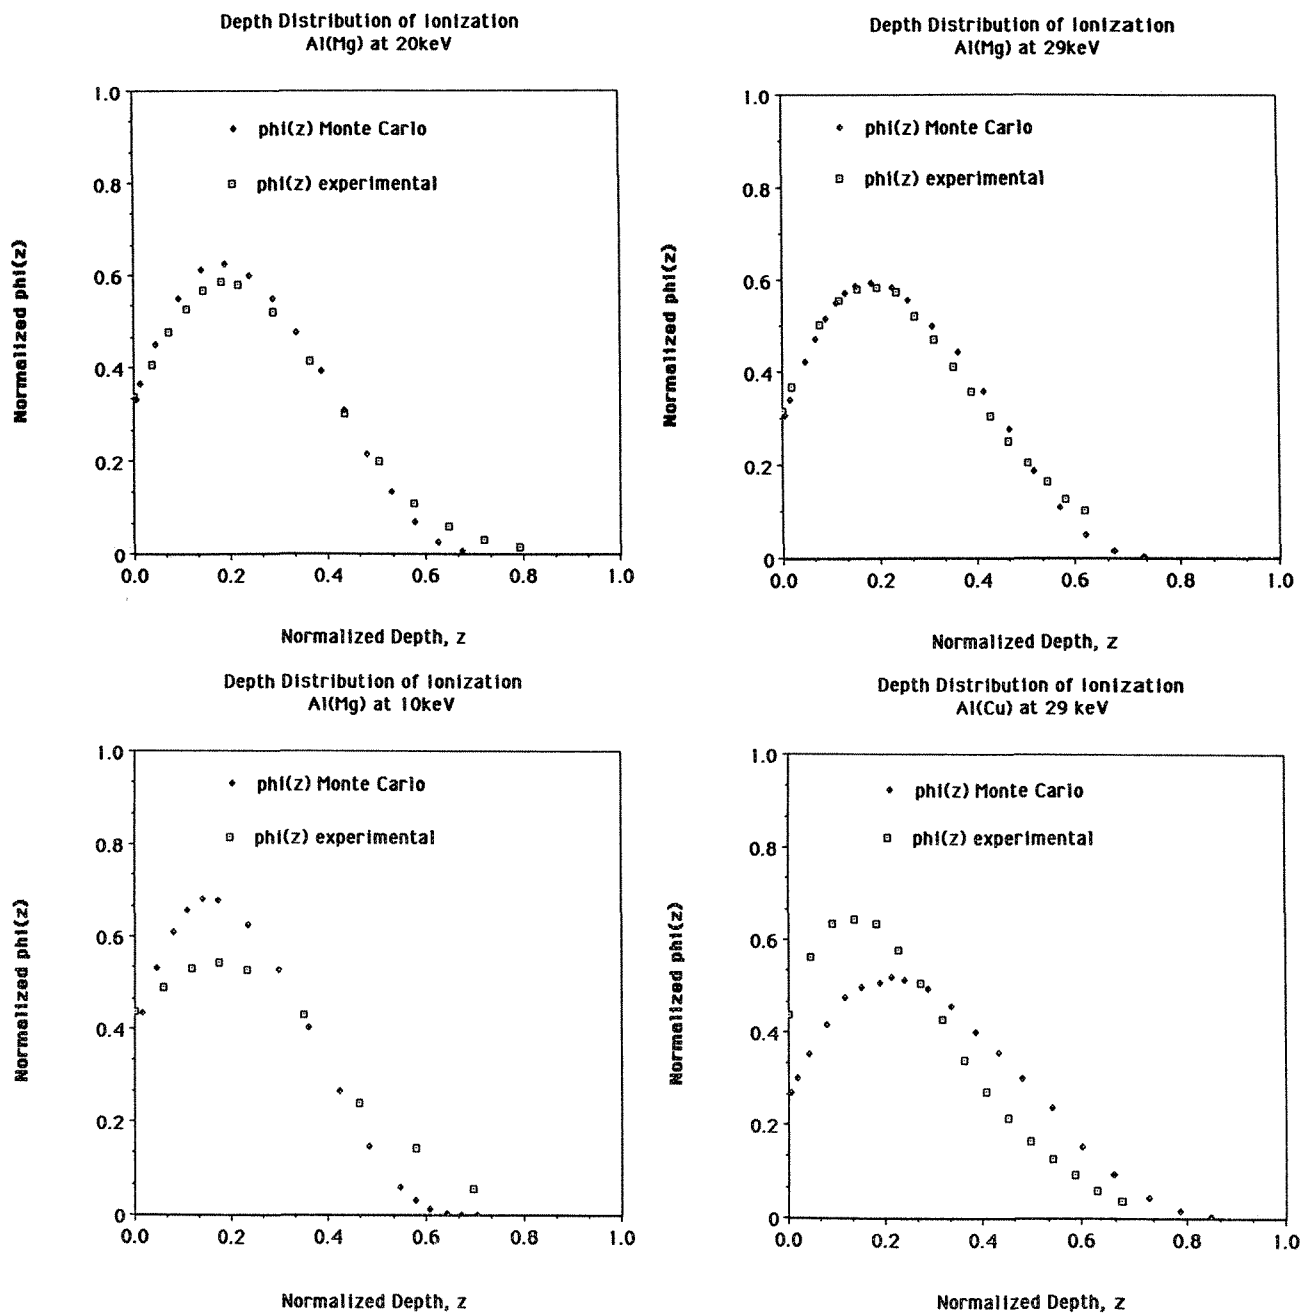 Depth Distribution of Ionization
Al(Mg) at 20keV
1.0
phi(z) Monte Carlo
phi(z) experimental
0.8
0.6
0.4
0.2
0
Normalized phi(z)
0.0 0.2 0.4 0.6 0.8 1.0
Normalized Depth, z
Depth Distribution of Ionization
Al(Mg) at 29keV
1.0
phi(z) Monte Carlo
phi(z) experimental
0.8
0.6
0.4
0.2
0
Normalized phi(z)
0.0 0.2 0.4 0.6 0.8 1.0
Normalized Depth, z
Depth Distribution of Ionization
Al(Mg) at 10keV
1.0
phi(z) Monte Carlo
phi(z) experimental
0.8
0.6
0.4
0.2
0
Normalized phi(z)
0.0 0.2 0.4 0.6 0.8 1.0
Normalized Depth, z
Depth Distribution of Ionization
Al(Cu) at 29 keV
1.0
phi(z) Monte Carlo
phi(z) experimental
0.8
0.6
0.4
0.2
0
Normalized phi(z)
0.0 0.2 0.4 0.6 0.8 1.0
Normalized Depth, z